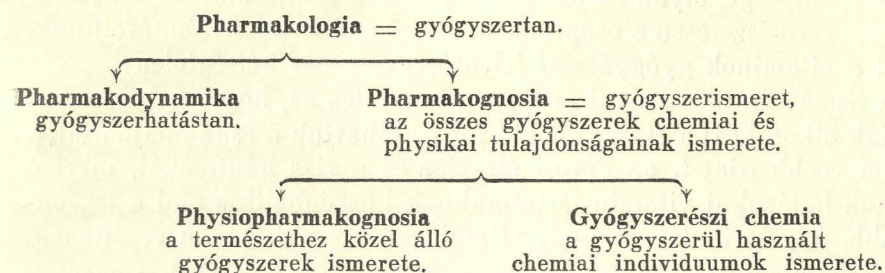 Pharmakologia = gyógyszertan.
Pharmakodynamika
gyógyszerhatástan.
Pharmakognosia = gyógyszerismeret,
az összes gyógyszerek chemiai és
physikai tulajdonságainak ismerete.
Physiopharmakognosia
a természethez közel álló
gyógyszerek ismerete.
Gyógyszerészi chemia
a gyógyszerül használt
chemiai individuumok ismerete.